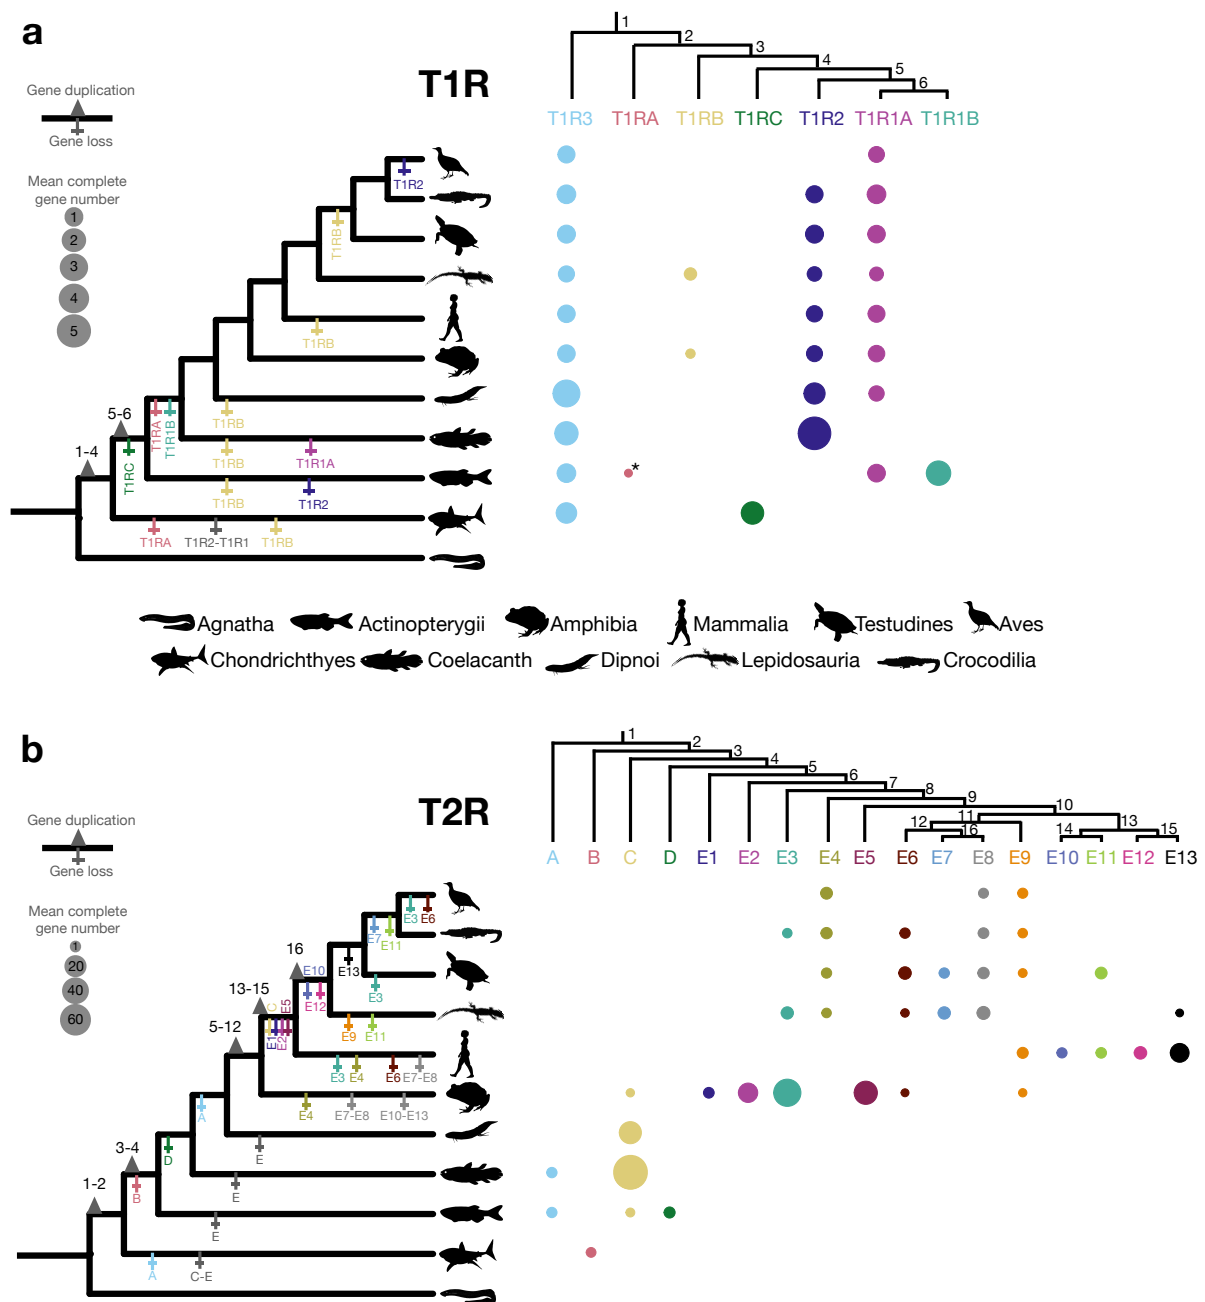 a
T1R
Gene duplication
Gene loss
Mean complete
gene number
1
2
3
4
5
1
2
3
4
5
6
T1R3 T1RA T1RB T1RC T1R2 T1R1A T1R1B
T1R2
T1RB
T1RB
5-6
T1RA
T1R1B
T1RB
1-4
T1RC
T1RB T1R1A
*
T1RB T1R2
T1RA T1R2-T1R1 T1RB
Agnatha Actinopterygii Amphibia Mammalia Testudines Aves
Chondrichthyes Coelacanth Dipnoi Lepidosauria Crocodilia
b
T2R
Gene duplication
Gene loss
Mean complete
gene number
1
20
40
60
1
2
3
4
5
6
7
8
9
10
11
12 13
16 14 15
A B C D E1 E2 E3 E4 E5 E6 E7 E8 E9 E10 E11 E12 E13
E3 E6
E7 E11
16 E10 E13
E12 E3
13-15
C E5
E1 E2
E9 E11
5-12
E3 E4 E6 E7-E8
A E4 E7-E8 E10-E13
3-4 D E
1-2 B E
E
A C-E